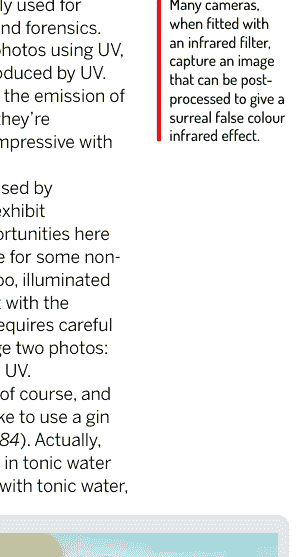 ly used for
nd forensics.
hotos using UV,
oduced by UV.
the emission of
hey're
mpressive with
sed by
exhibit
ortunities here
e for some non-
oo, illuminated
with the
equires careful
ge two photos:
UV.
of course, and
ke to use a gin
84). Actually,
in tonic water
with tonic water,
Many cameras,
when fitted with
an infrared filter,
capture an image
that can be post-
processed to give a
surreal false colour
infrared effect.